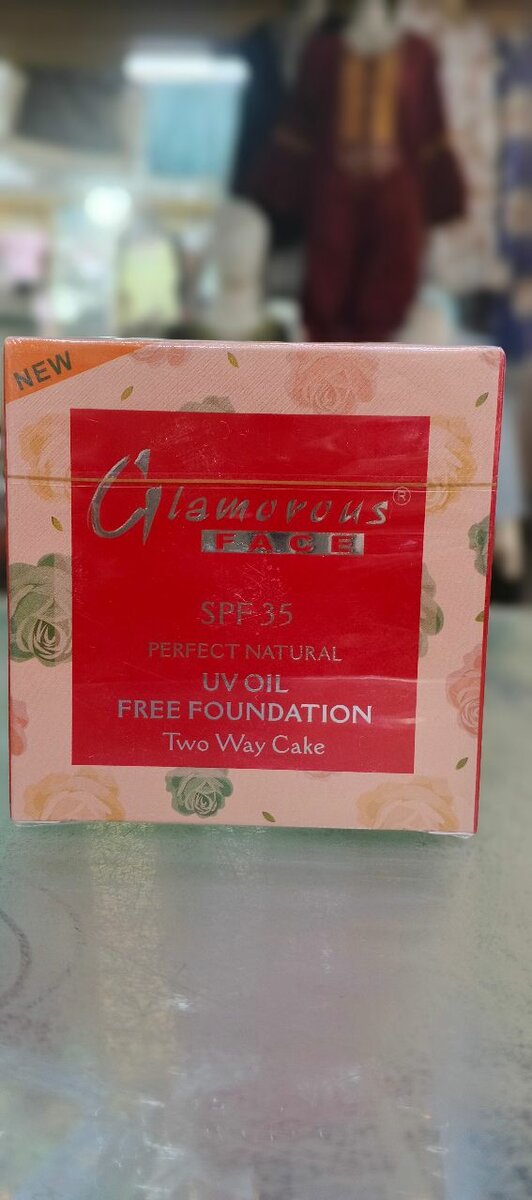 NEW
Glamorous®
FACE
SPF 35
PERFECT NATURAL
UV OIL
FREE FOUNDATION
Two Way Cake